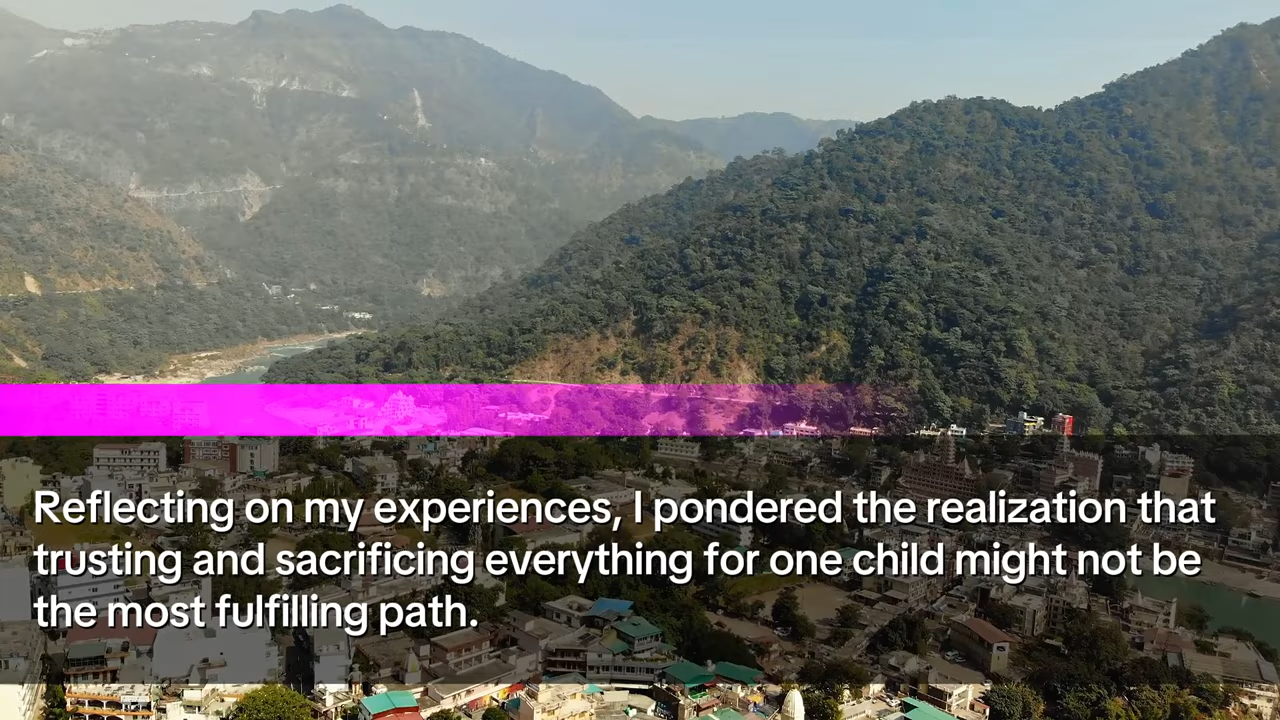 Reflecting on my experiences, I pondered the realization that
trusting and sacrificing everything for one child might not be
the most fulfilling path.